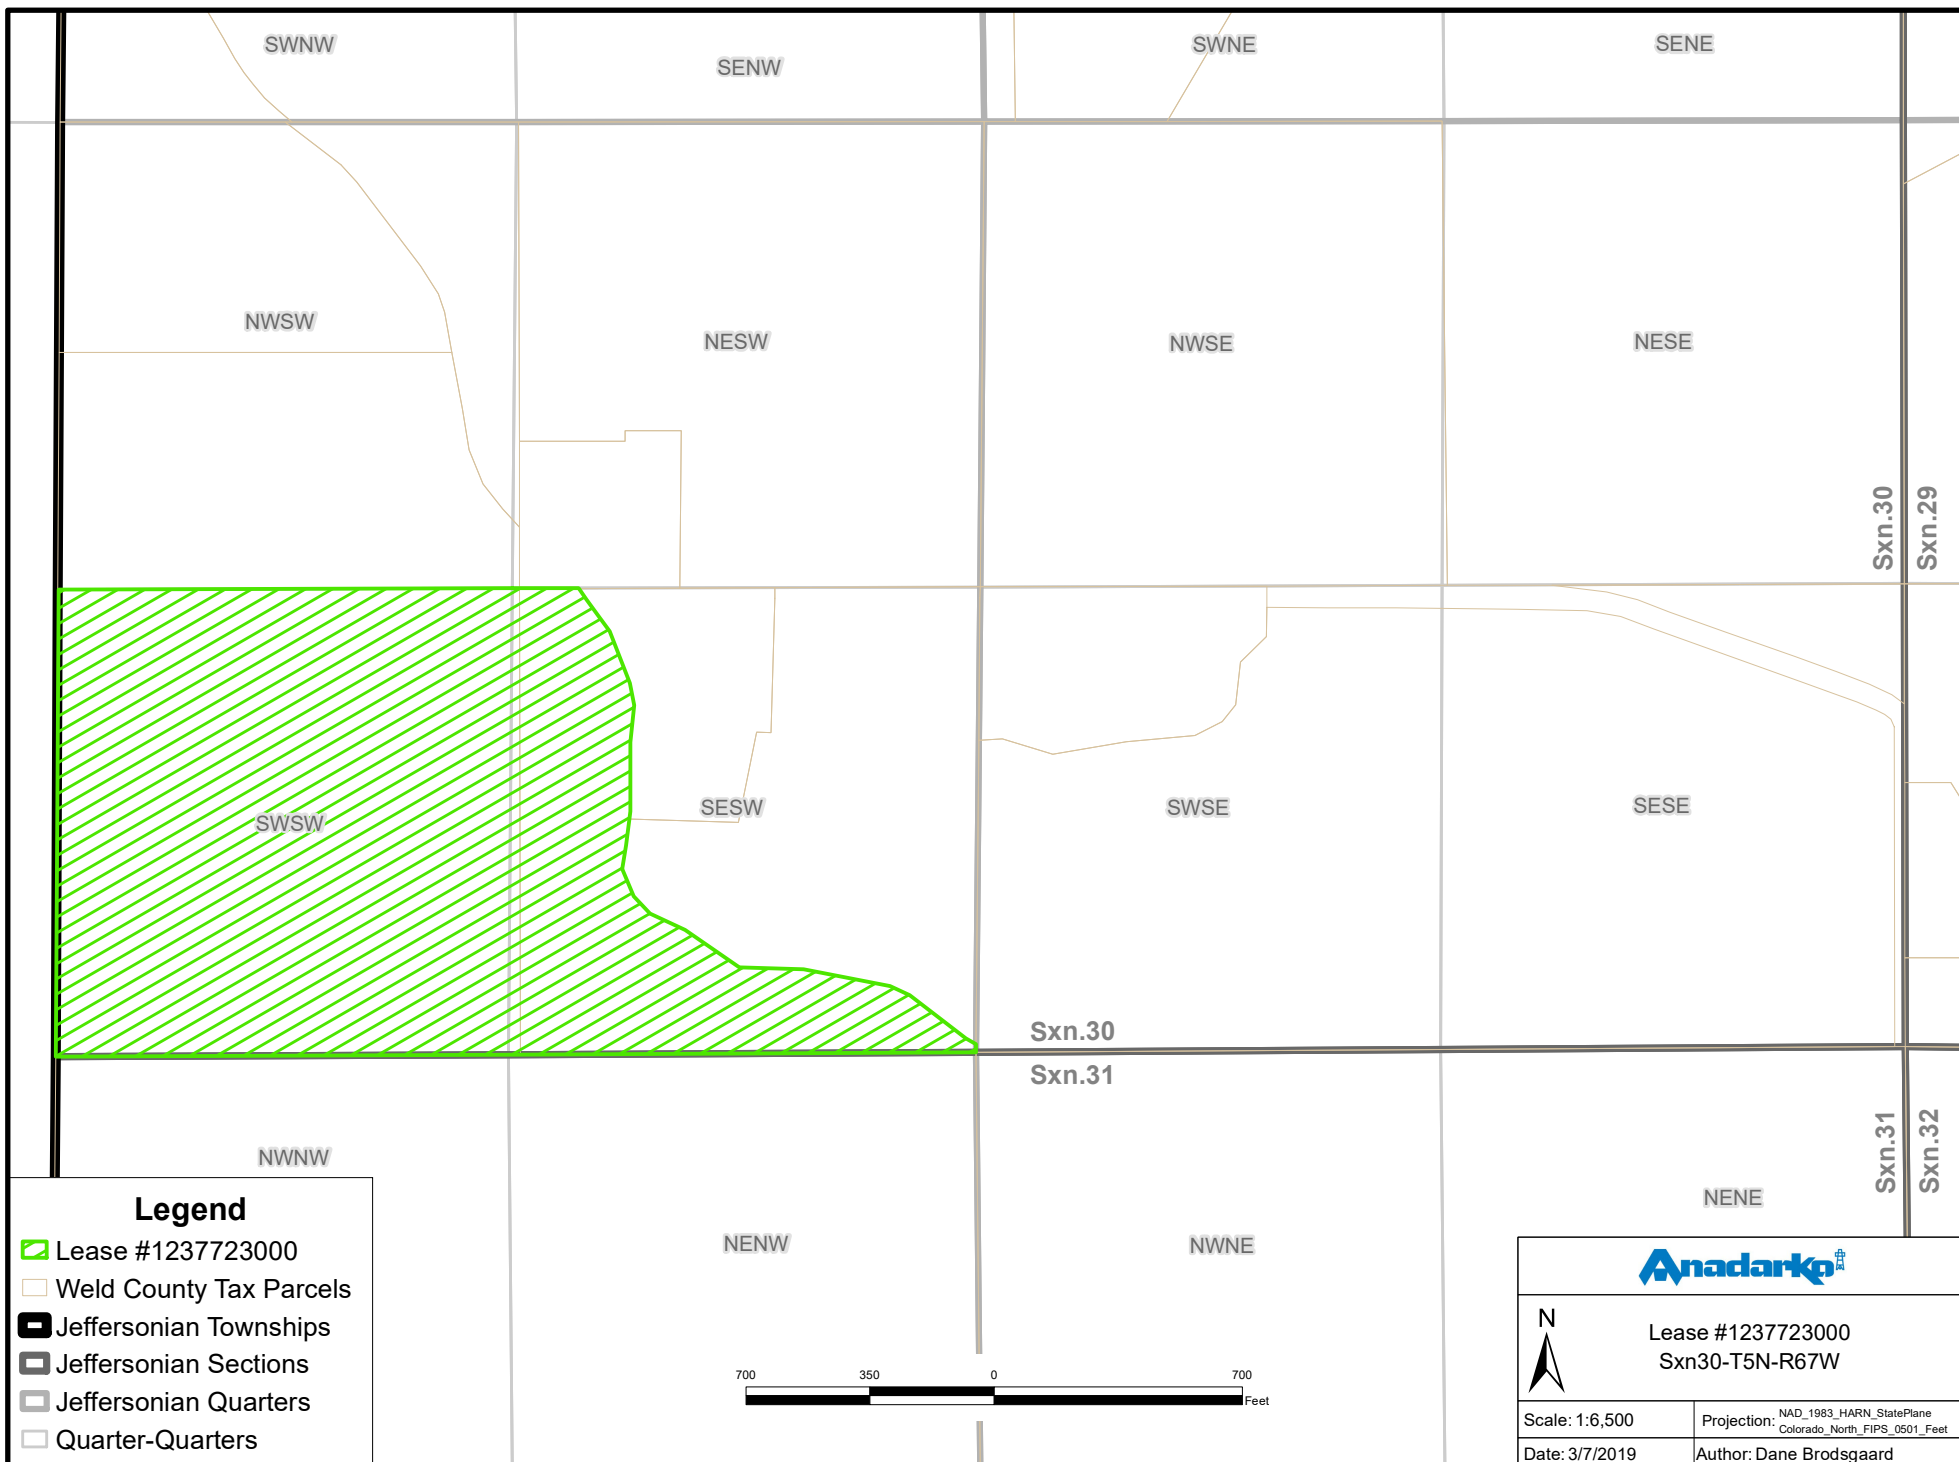 SWNW
SENW
SWNE
SENE
NWSW
NESW
NWSE
NESE
Sxn.30
Sxn.29
SWSW
SESW
SWSE
SESE
Sxn.30
Sxn.31
Sxn.31
Sxn.32
NWNW
NENW
NWNE
NENE
Legend
Lease #1237723000
Weld County Tax Parcels
Jeffersonian Townships
Jeffersonian Sections
Jeffersonian Quarters
Quarter-Quarters
700 350 0 700
Feet
Anadarko
N
Lease #1237723000
Sxn30-T5N-R67W
Scale: 1:6,500
Projection: NAD_1983_HARN_StatePlane
Colorado_North_FIPS_0501_Feet
Date: 3/7/2019
Author: Dane Brodsgaard